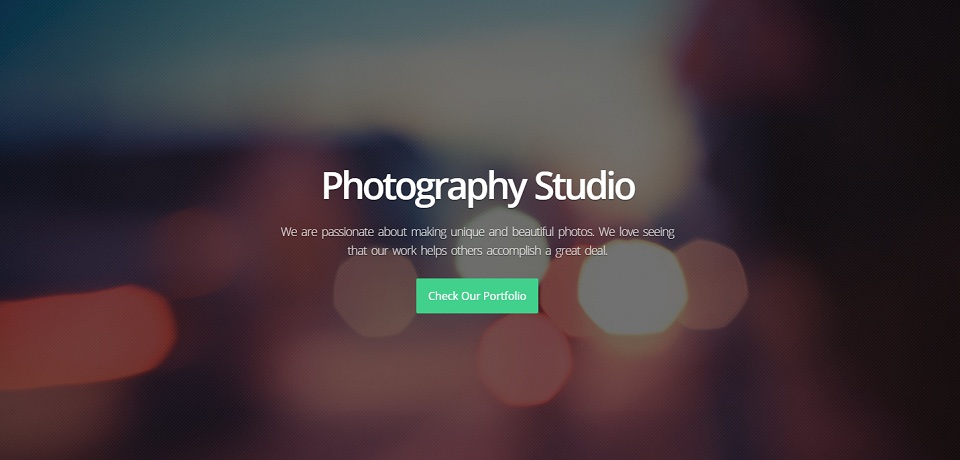 Photography Studio
We are passionate about making unique and beautiful photos. We love seeing
that our work helps others accomplish a great deal.
Check Our Portfolio